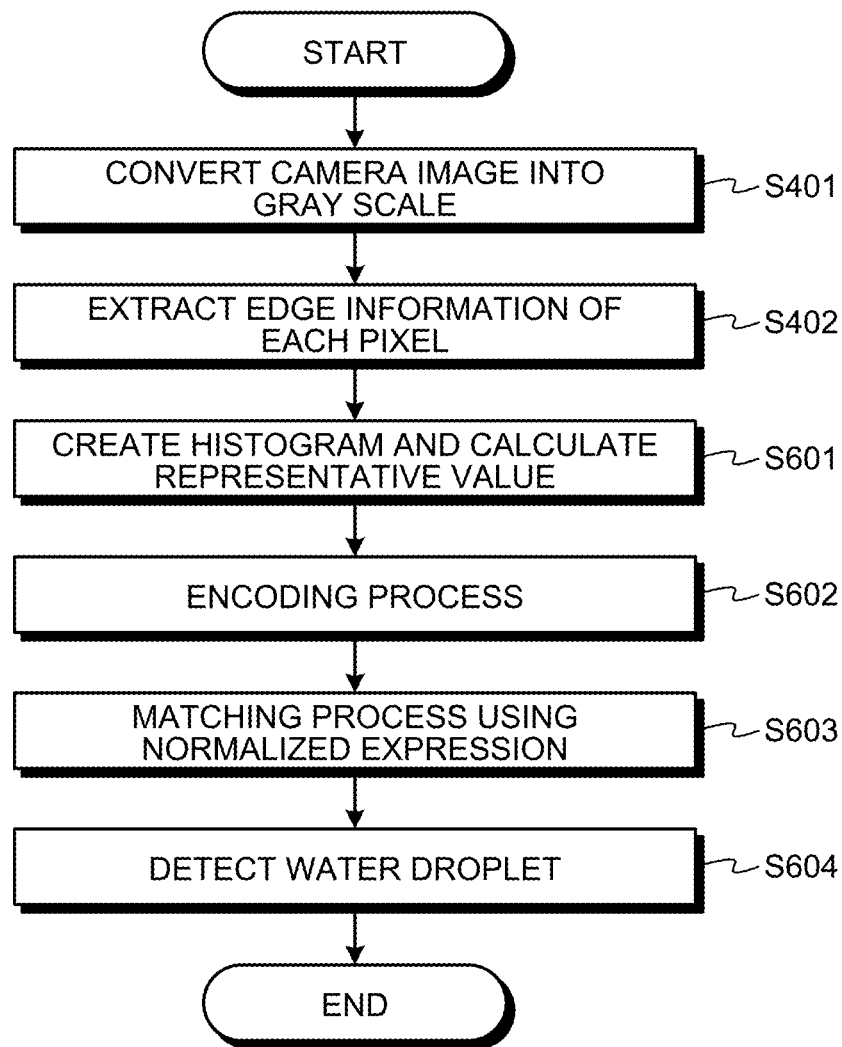 START
CONVERT CAMERA IMAGE INTO
GRAY SCALE
S401
EXTRACT EDGE INFORMATION OF
EACH PIXEL
S402
CREATE HISTOGRAM AND CALCULATE
REPRESENTATIVE VALUE
S601
ENCODING PROCESS
S602
MATCHING PROCESS USING
NORMALIZED EXPRESSION
S603
DETECT WATER DROPLET
S604
END